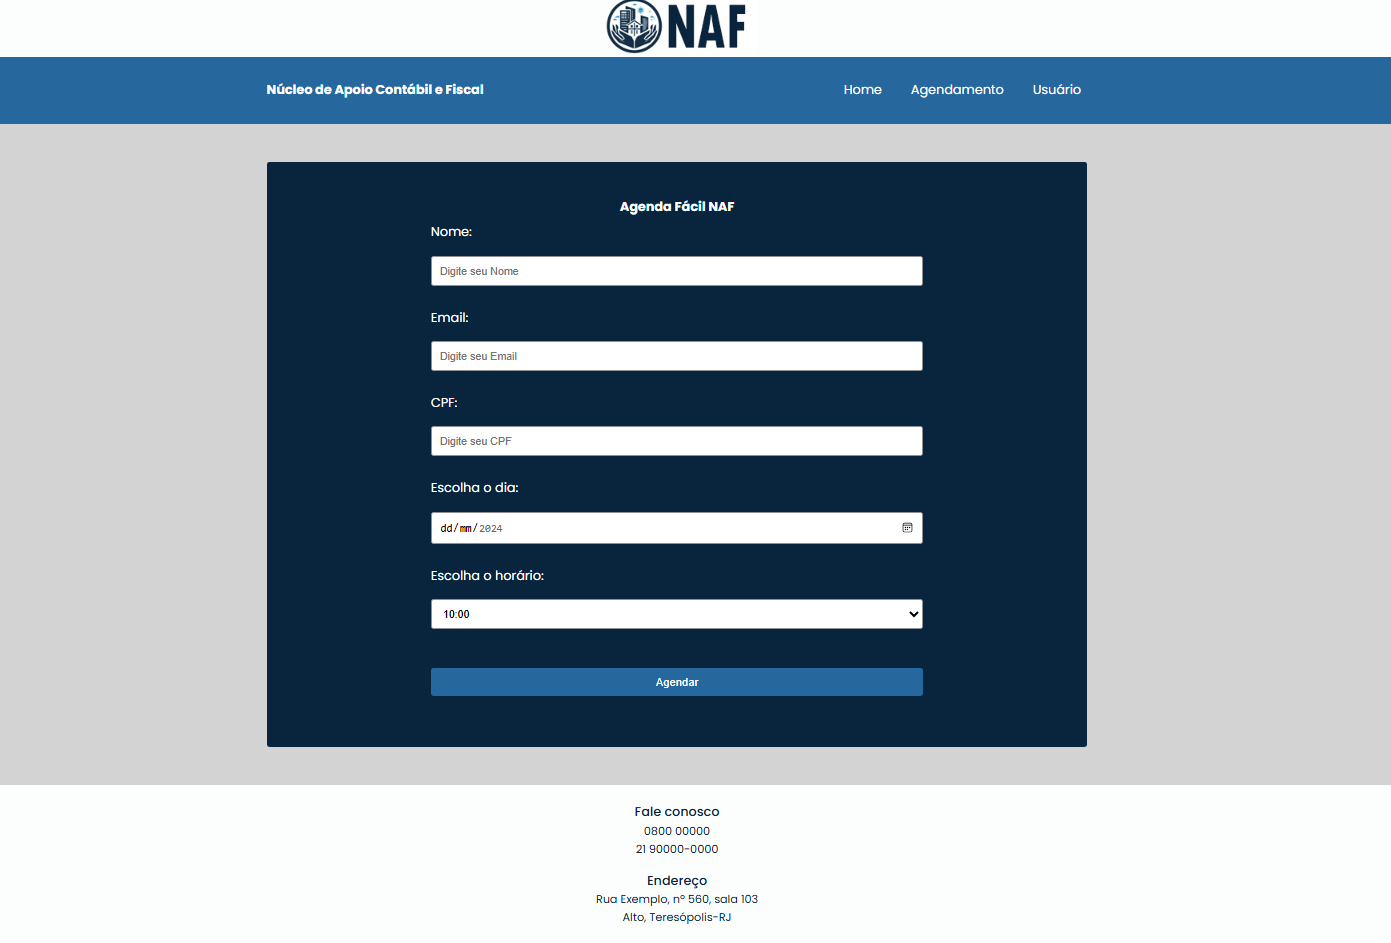 NAF
Núcleo de Apoio Contábil e Fiscal
Home
Agendamento
Usuário
Agenda Fácil NAF
Nome:
Digite seu Nome
Email:
Digite seu Email
CPF:
Digite seu CPF
Escolha o dia:
dd/mm/2024
Escolha o horário:
10:00
Agendar
Fale conosco
0800 00000
21 90000-0000
Endereço
Rua Exemplo, nº 560, sala 103
Alto, Teresópolis-RJ